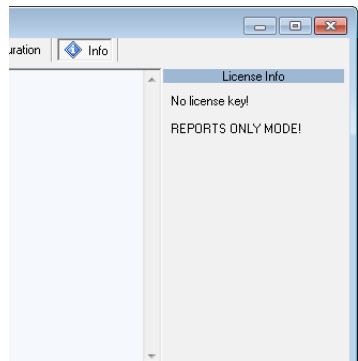 uration Info
License Info
No license key!
REPORTS ONLY MODE!